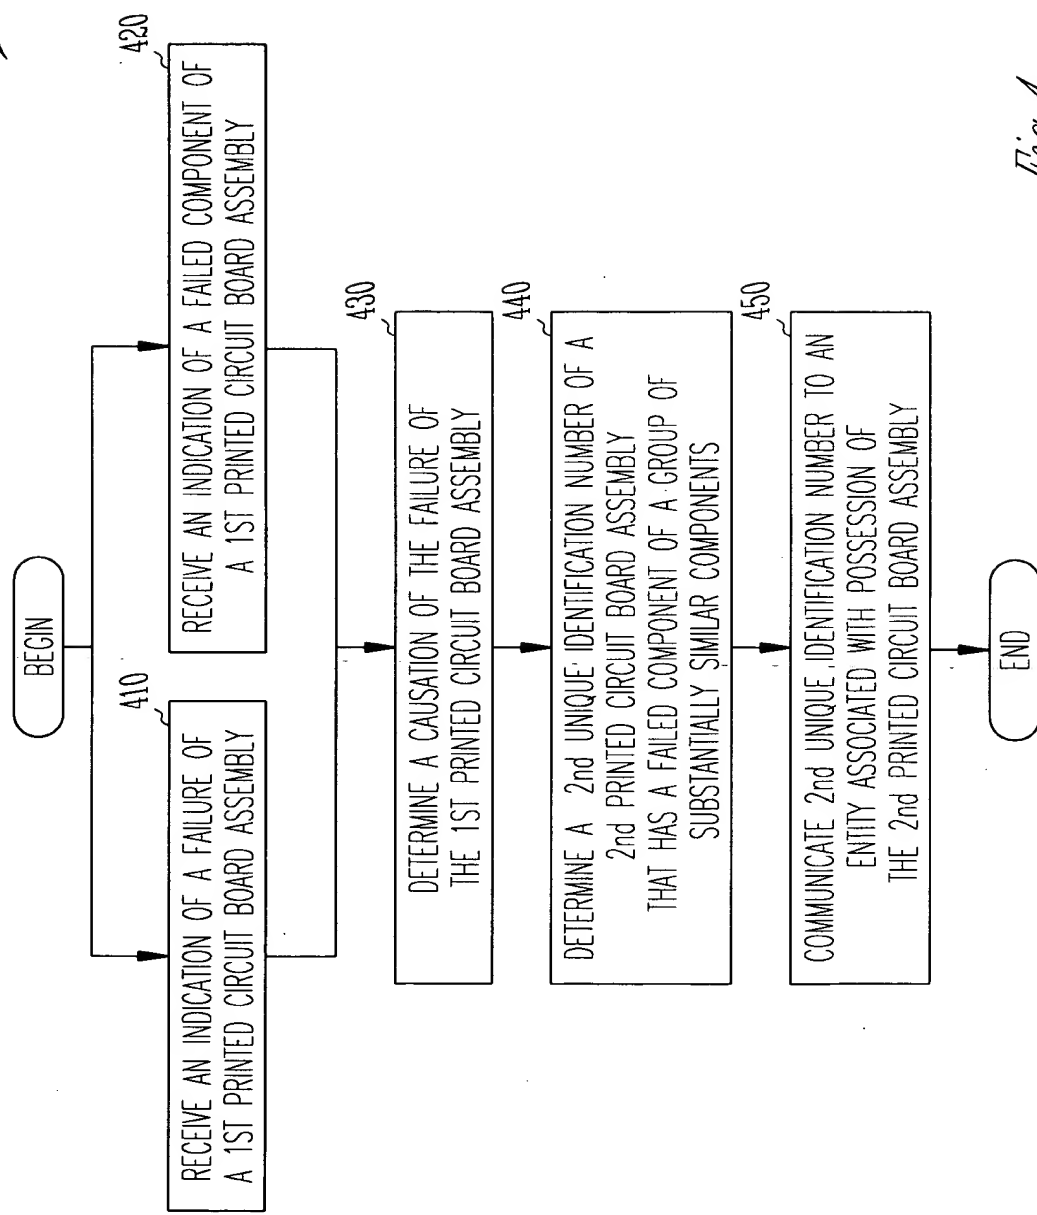 BEGIN
410
RECEIVE AN INDICATION OF A FAILURE OF
A 1ST PRINTED CIRCUIT BOARD ASSEMBLY
420
RECEIVE AN INDICATION OF A FAILED COMPONENT OF
A 1ST PRINTED CIRCUIT BOARD ASSEMBLY
430
DETERMINE A CAUSATION OF THE FAILURE OF
THE 1ST PRINTED CIRCUIT BOARD ASSEMBLY
440
DETERMINE A 2nd UNIQUE IDENTIFICATION NUMBER OF A
2nd PRINTED CIRCUIT BOARD ASSEMBLY
THAT HAS A FAILED COMPONENT OF A GROUP OF
SUBSTANTIALLY SIMILAR COMPONENTS
450
COMMUNICATE 2nd UNIQUE IDENTIFICATION NUMBER TO AN
ENTITY ASSOCIATED WITH POSSESSION OF
THE 2nd PRINTED CIRCUIT BOARD ASSEMBLY
END